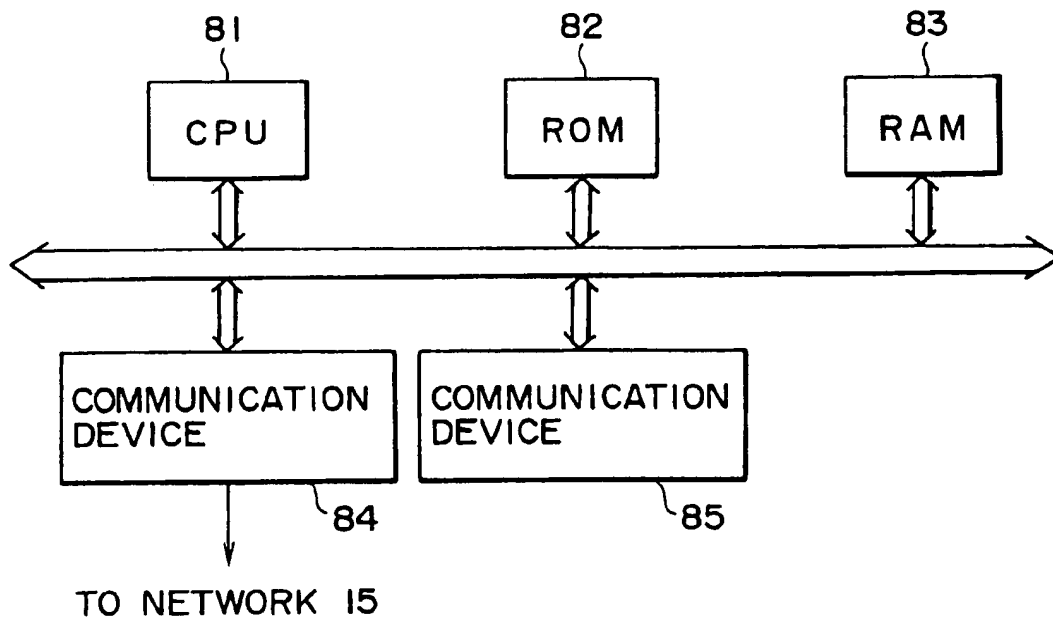 81
82
83
CPU
ROM
RAM
COMMUNICATION
DEVICE
COMMUNICATION
DEVICE
84
85
TO NETWORK 15